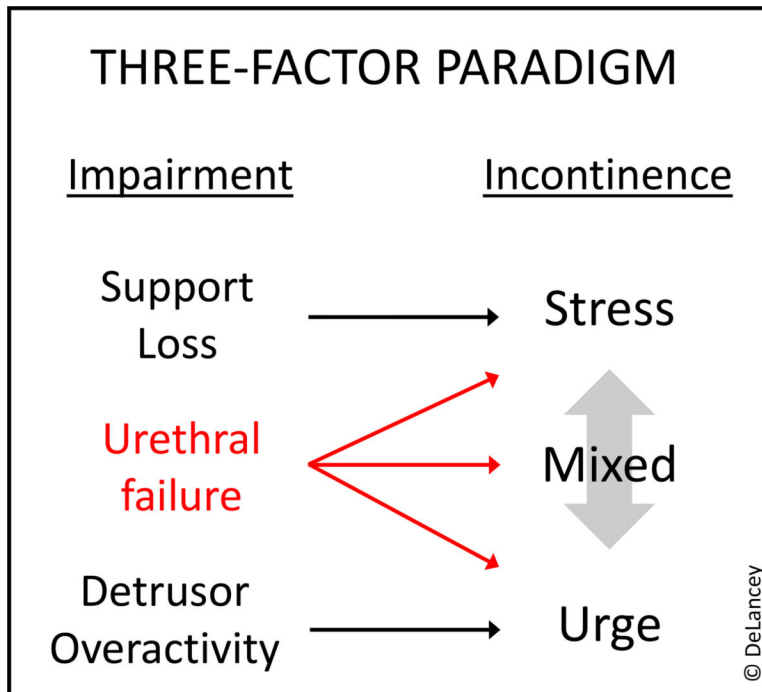 THREE-FACTOR PARADIGM
Impairment
Incontinence
Support
Loss
Stress
Urethral
failure
Mixed
Detrusor
Overactivity
Urge
© DeLancey